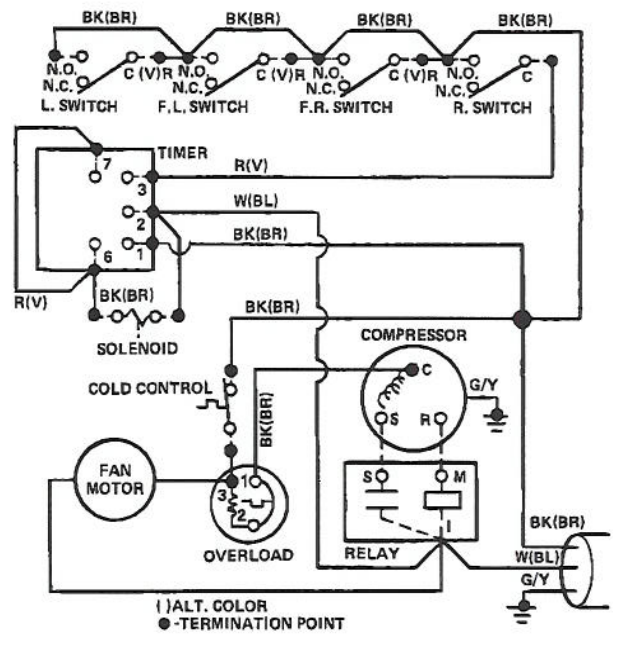 BK(BR) BK(BR) BK(BR) BK(BR)
N.O. C (V)R N.O. C (V)R N.O. C (V)R N.O. C
N.C. N.C. N.C. N.C.
L. SWITCH F.L. SWITCH F.R. SWITCH R. SWITCH
TIMER
7
3 R(V)
2 W(BL)
1 BK(BR)
6
R(V)
BK(BR)
SOLENOID
BK(BR)
COMPRESSOR
C
COLD CONTROL
BK(BR)
G/Y
S R
FAN
MOTOR
3 1
2
OVERLOAD
S M
I
RELAY
BK(BR)
W(BL)
G/Y
( ) ALT. COLOR
-TERMINATION POINT